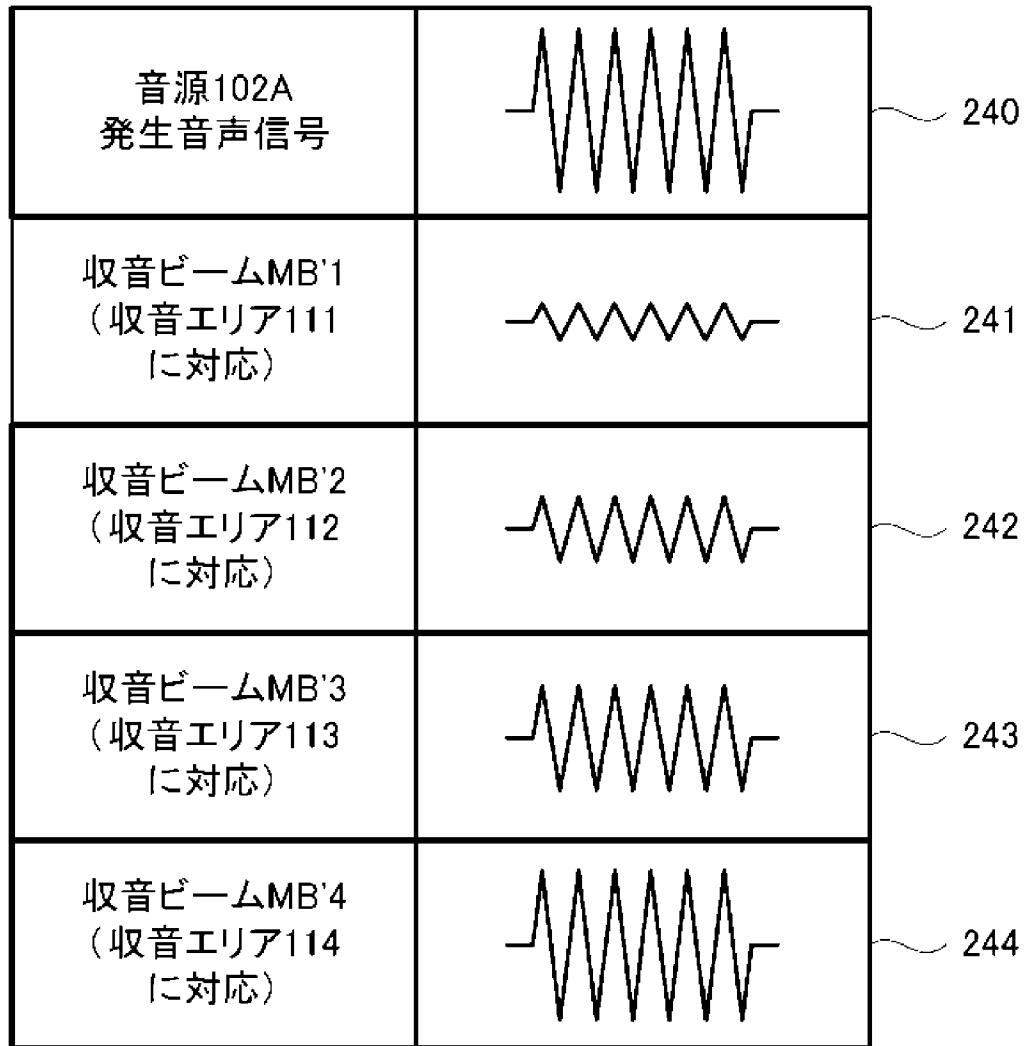 音源102A
発生音声信号
240
収音ビームMB'1
（収音エリア111
に対応）
241
収音ビームMB'2
（収音エリア112
に対応）
242
収音ビームMB'3
（収音エリア113
に対応）
243
収音ビームMB'4
（収音エリア114
に対応）
244